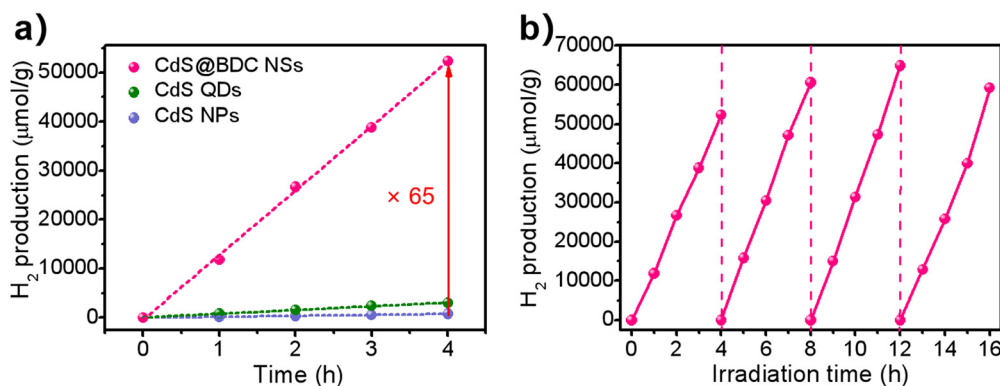 a)
H₂ production (μmol/g)
50000
40000
30000
20000
10000
0
CdS@BDC NSs
CdS QDs
CdS NPs
× 65
0 1 2 3 4
Time (h)
b)
H₂ production (μmol/g)
70000
60000
50000
40000
30000
20000
10000
0
0 2 4 6 8 10 12 14 16
Irradiation time (h)